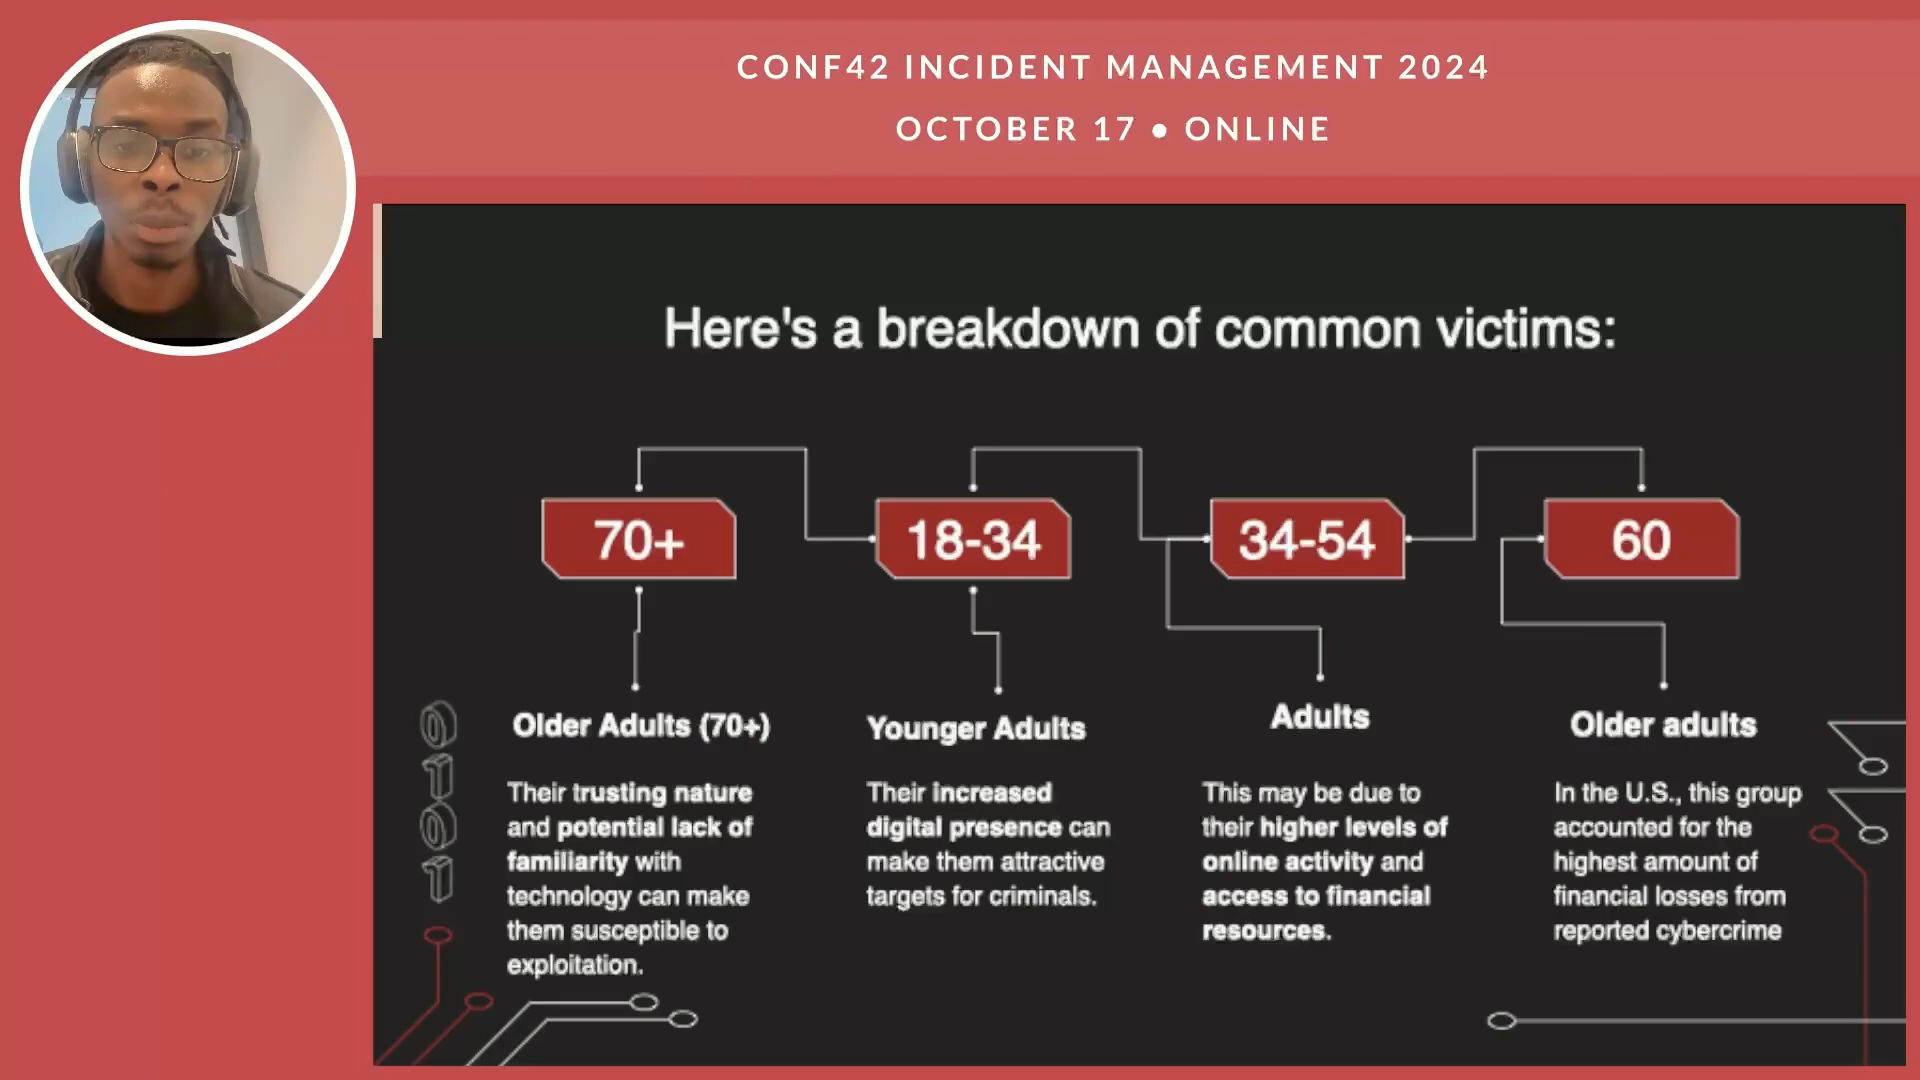 CONF42 INCIDENT MANAGEMENT 2024
OCTOBER 17 • ONLINE
Here's a breakdown of common victims:
70+
18-34
34-54
60
Older Adults (70+)
Their trusting nature
and potential lack of
familiarity with
technology can make
them susceptible to
exploitation.
Younger Adults
Their increased
digital presence can
make them attractive
targets for criminals.
Adults
This may be due to
their higher levels of
online activity and
access to financial
resources.
Older adults
In the U.S., this group
accounted for the
highest amount of
financial losses from
reported cybercrime
0
1
0
1